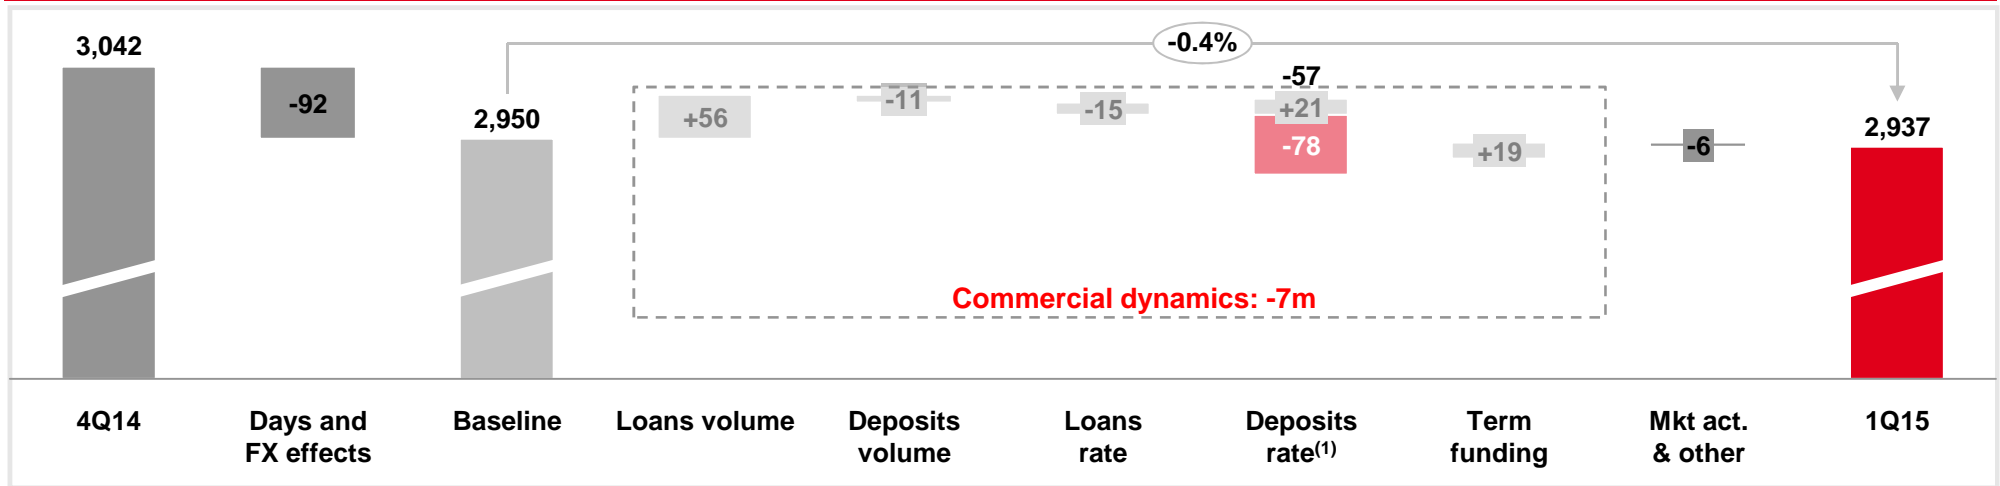 3,042
-92
2,950
-0.4%
+56
-11
-15
-57
+21
-78
+19
-6
2,937
Commercial dynamics: -7m
4Q14
Days and
FX effects
Baseline
Loans volume
Deposits
volume
Loans
rate
Deposits
rate(1)
Term
funding
Mkt act.
& other
1Q15